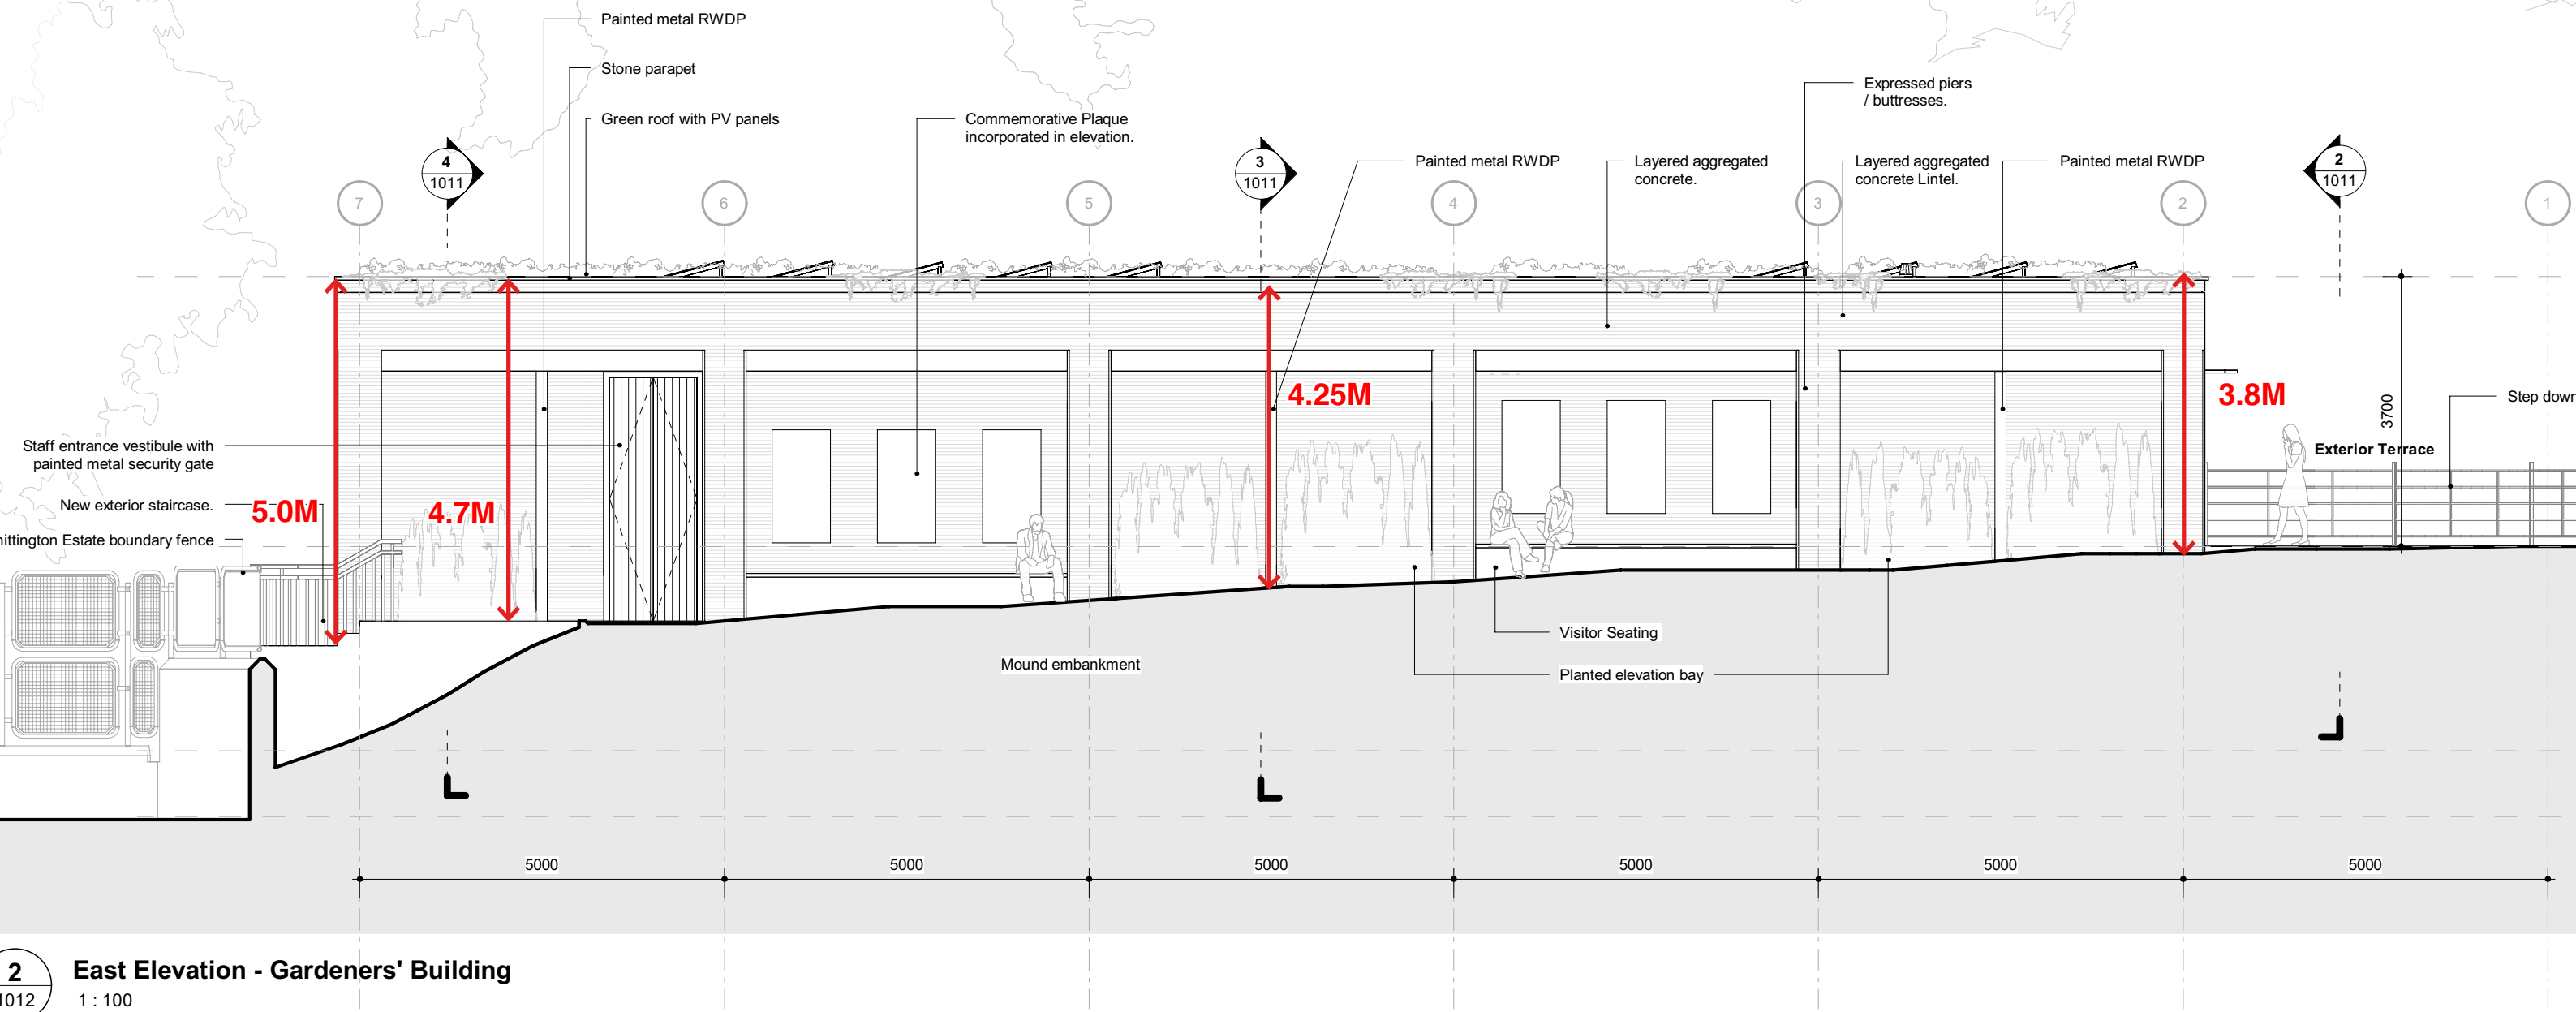 Painted metal RWDP
Stone parapet
Green roof with PV panels
Commemorative Plaque
incorporated in elevation.
Expressed piers
/ buttresses.
Painted metal RWDP
Layered aggregated
concrete.
Layered aggregated
concrete Lintel.
Painted metal RWDP
4
1011
3
1011
2
1011
7
6
5
4
3
2
1
4.25M
3.8M
3700
Step down
Exterior Terrace
Staff entrance vestibule with
painted metal security gate
New exterior staircase.
5.0M
4.7M
hittington Estate boundary fence
Visitor Seating
Mound embankment
Planted elevation bay
5000
5000
5000
5000
5000
5000
2
1012
East Elevation - Gardeners' Building
1 : 100